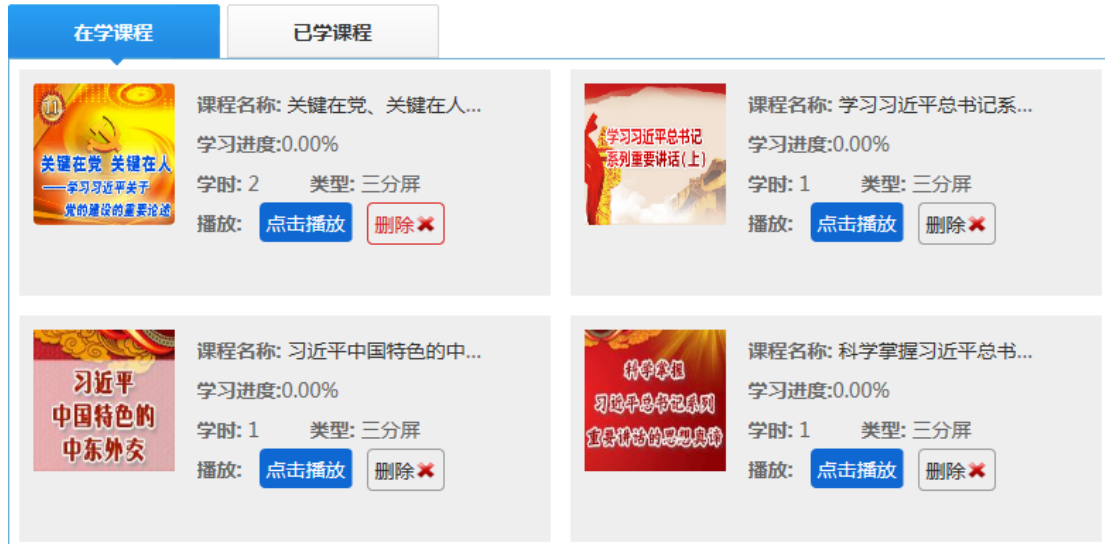 在学课程
已学课程
11
关键在党 关键在人
——学习习近平关于
党的建设的重要论述
课程名称: 关键在党、关键在人...
学习进度:0.00%
学时: 2 类型: 三分屏
播放: 点击播放 删除
学习习近平总书记
系列重要讲话(上)
课程名称: 学习习近平总书记系...
学习进度:0.00%
学时: 1 类型: 三分屏
播放: 点击播放 删除
习近平
中国特色的
中东外交
课程名称: 习近平中国特色的中...
学习进度:0.00%
学时: 1 类型: 三分屏
播放: 点击播放 删除
科学掌握
习近平总书记系列
重要讲话的思想真谛
课程名称: 科学掌握习近平总书...
学习进度:0.00%
学时: 1 类型: 三分屏
播放: 点击播放 删除